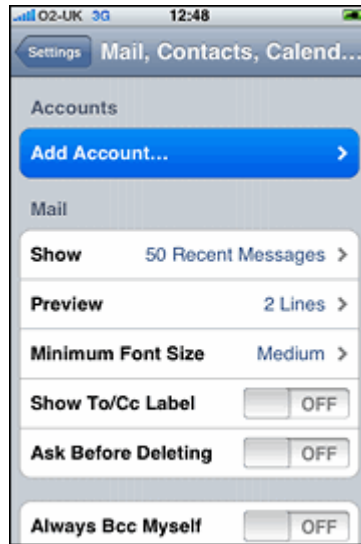 O2-UK 3G 12:48
Settings Mail, Contacts, Calend...
Accounts
Add Account...
Mail
Show 50 Recent Messages
Preview 2 Lines
Minimum Font Size Medium
Show To/Cc Label OFF
Ask Before Deleting OFF
Always Bcc Myself OFF